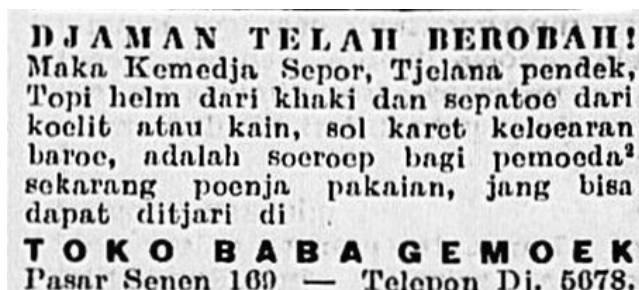 DJAMAN TELAH BEROBAH!
Maka Kemedja Sepor, Tjelana pendek,
Topi helm dari khaki dan sepatoe dari
koelit atau kain, sol karet keloearan
baroe, adalah soeroep bagi pemoeda²
sekarang poenja pakaian, jang bisa
dapat ditjari di
TOKO BABA GEMOEK
Pasar Senen 169 — Telepon Dj. 5678.